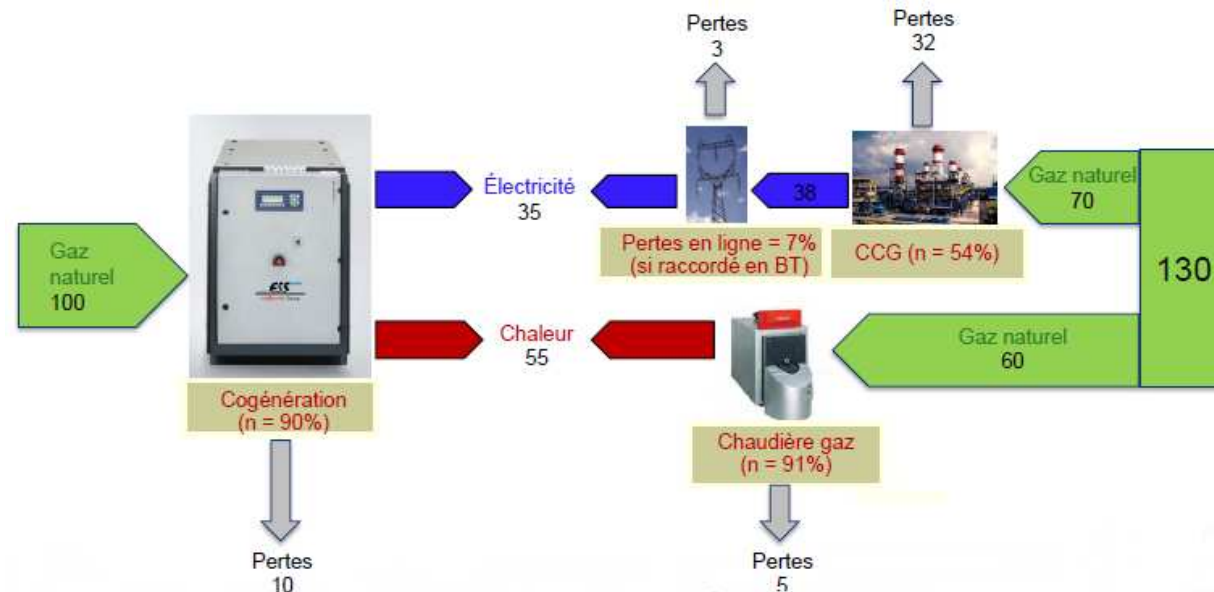 Pertes
3
Pertes
32
Gaz
naturel
100
Électricité
35
38
Gaz naturel
70
130
Pertes en ligne = 7%
(si raccordé en BT)
CCG (n = 54%)
Chaleur
55
Gaz naturel
60
Cogénération
(n = 90%)
Chaudière gaz
(n = 91%)
Pertes
10
Pertes
5